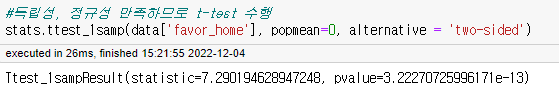 #독립성, 정규성 만족하므로 t-test 수행
stats.ttest_1samp(data['favor_home'], popmean=0, alternative = 'two-sided')
executed in 26ms, finished 15:21:55 2022-12-04
Ttest_1sampResult(statistic=7.290194628947248, pvalue=3.22270725996171e-13)